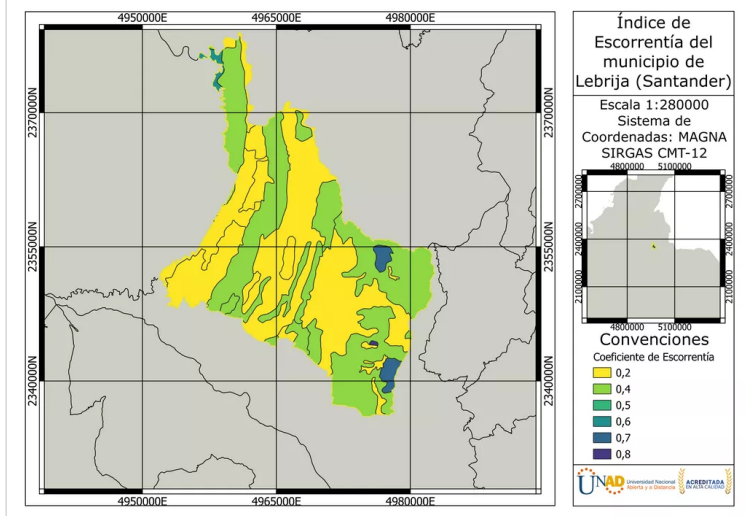 4950000E 4965000E 4980000E
2370000N 2370000N
2355000N 2355000N
2340000N 2340000N
4950000E 4965000E 4980000E
Índice de
Escorrentía del
municipio de
Lebrija (Santander)
Escala 1:280000
Sistema de
Coordenadas: MAGNA
SIRGAS CMT-12
4800000 5100000
2700000 2700000
2400000 2400000
2100000 2100000
4800000 5100000
Convenciones
Coeficiente de Escorrentía
0,2
0,4
0,5
0,6
0,7
0,8
UNAD Universidad Nacional
Abierta y a Distancia
ACREDITADA
EN ALTA CALIDAD